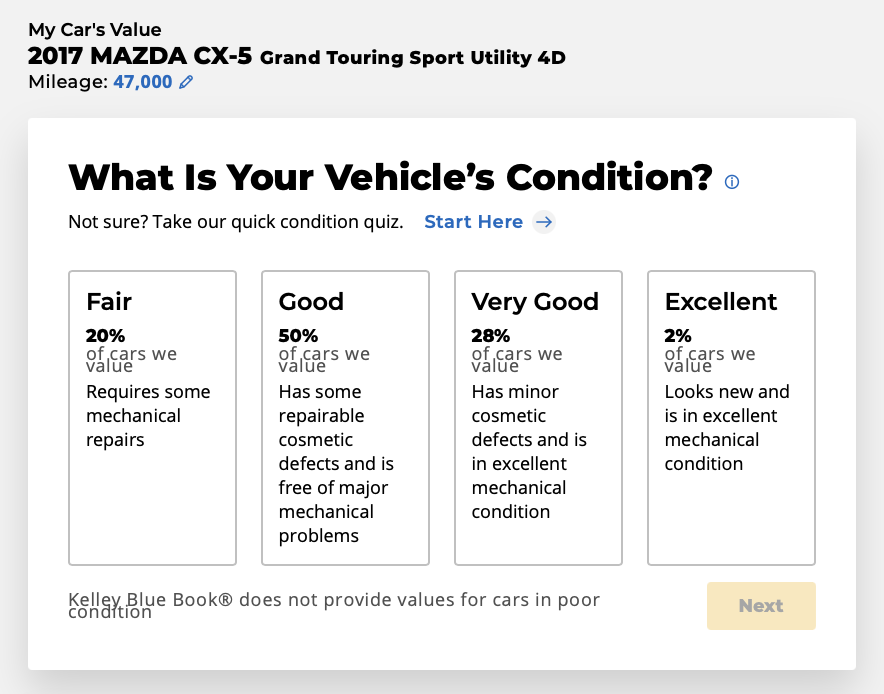 My Car's Value
2017 MAZDA CX-5 Grand Touring Sport Utility 4D
Mileage: 47,000
What Is Your Vehicle’s Condition?
Not sure? Take our quick condition quiz. Start Here
Fair
20%
of cars we
value
Requires some
mechanical
repairs
Good
50%
of cars we
value
Has some
repairable
cosmetic
defects and is
free of major
mechanical
problems
Very Good
28%
of cars we
value
Has minor
cosmetic
defects and is
in excellent
mechanical
condition
Excellent
2%
of cars we
value
Looks new and
is in excellent
mechanical
condition
Kelley Blue Book® does not provide values for cars in poor
condition
Next